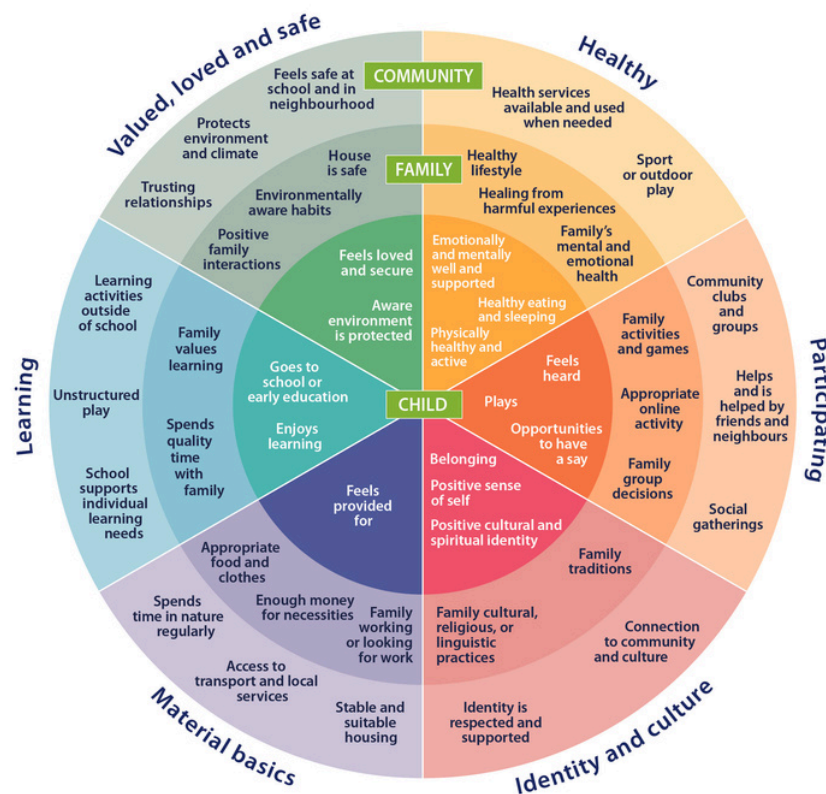 Valued, loved and safe
Feels safe at
school and in
neighbourhood
Protects
environment
and climate
Trusting
relationships
House
is safe
Environmentally
aware habits
Positive
family
interactions
Feels loved
and secure
Aware
environment
is protected
COMMUNITY
FAMILY
CHILD
Healthy
Health services
available and used
when needed
Sport
or outdoor
play
Healthy
lifestyle
Healing from
harmful experiences
Family's
mental and
emotional
health
Emotionally
and mentally
well and
supported
Healthy eating
and sleeping
Physically
healthy and
active
Participating
Community
clubs
and
groups
Helps and
is helped by
friends and
neighbours
Social
gatherings
Family
activities
and games
Appropriate
online
activity
Family
group
decisions
Feels
heard
Plays
Opportunities
to have
a say
Identity and culture
Belonging
Positive sense
of self
Positive cultural and
spiritual identity
Family
traditions
Family cultural,
religious, or
linguistic
practices
Connection
to community
and culture
Identity is
respected and
supported
Material basics
Feels
provided
for
Appropriate
food and
clothes
Enough money
for necessities
Family
working
or looking
for work
Spends
time in nature
regularly
Access to
transport and local
services
Stable and
suitable
housing
Learning
Learning
activities
outside
of school
Unstructured
play
School
supports
individual
learning
needs
Family
values
learning
Spends
quality
time
with
family
Goes to
school or
early education
Enjoys
learning